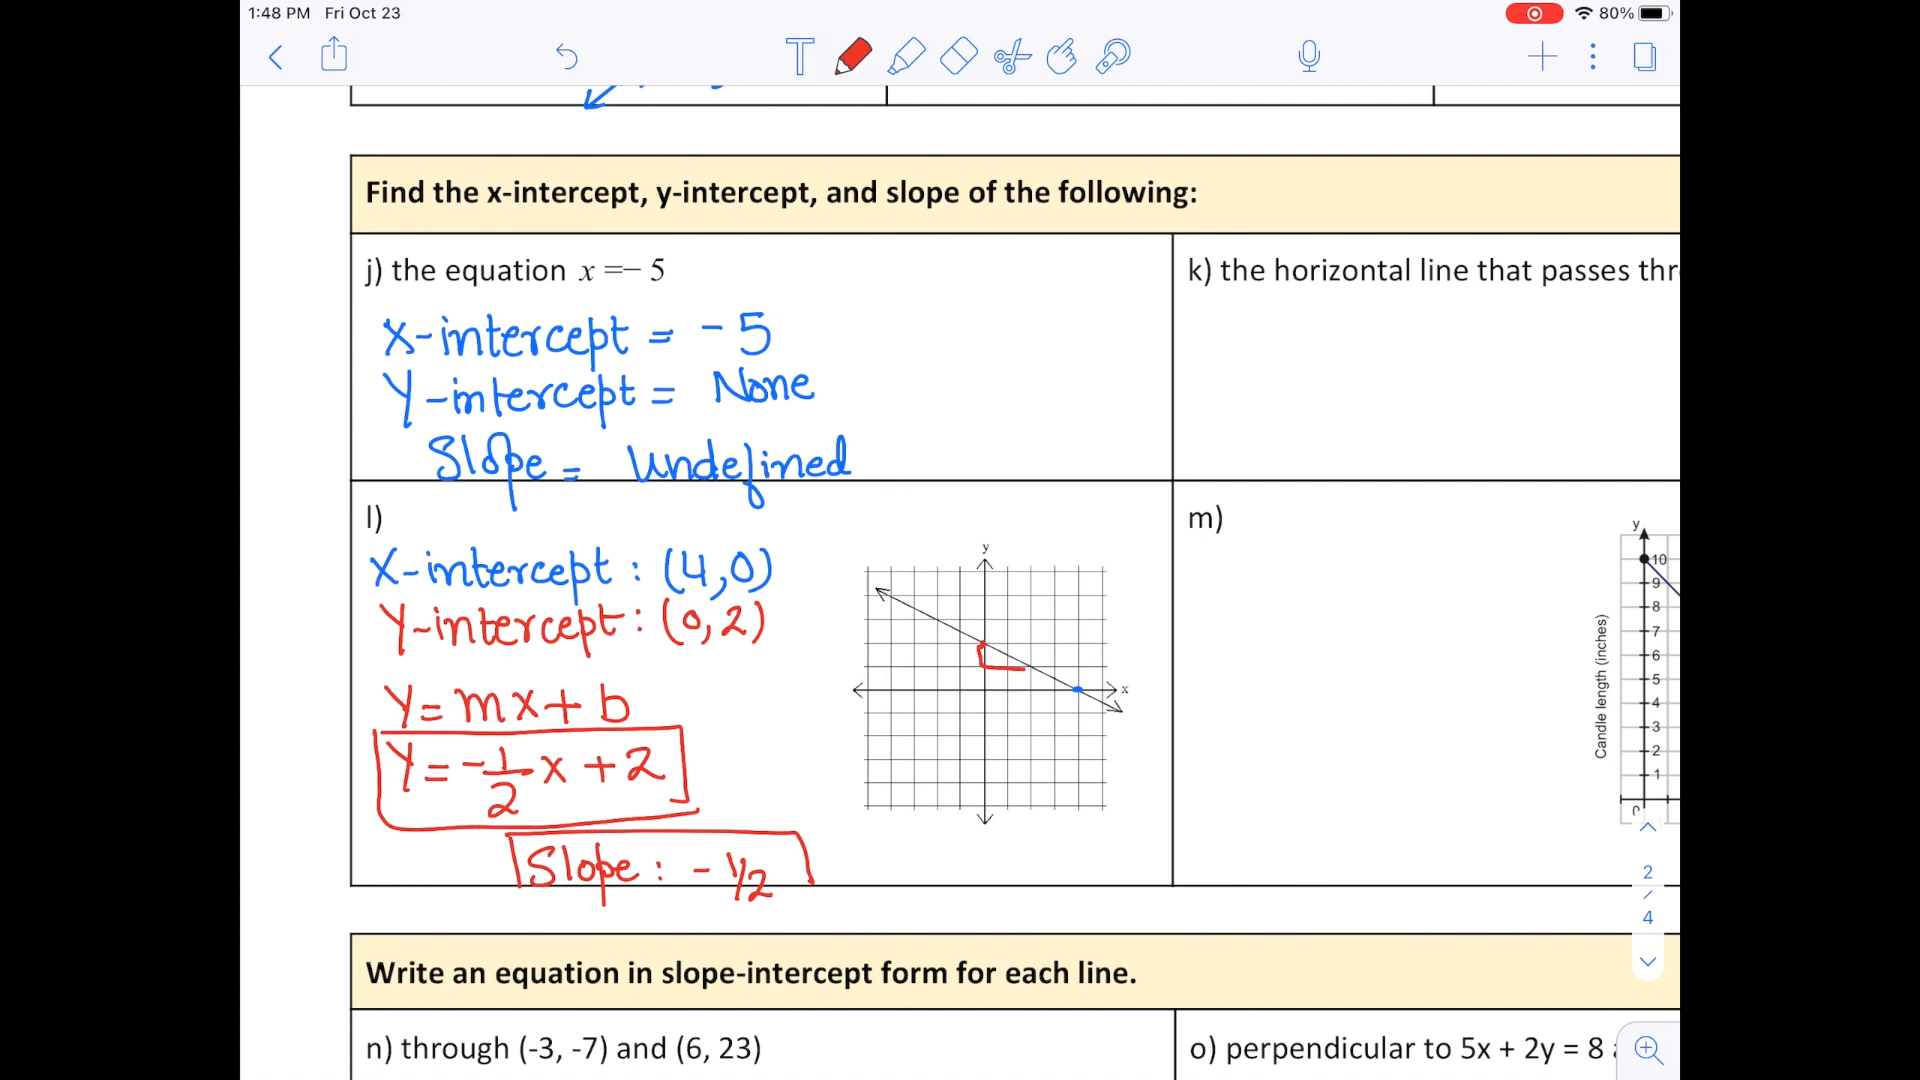 1:48 PM Fri Oct 23
80%
T
Find the x-intercept, y-intercept, and slope of the following:
j) the equation x =− 5
X-intercept = -5
Y-intercept = None
Slope = Undefined
k) the horizontal line that passes thr
l)
X-intercept : (4,0)
Y-intercept : (0,2)
Y = mx + b
Y = -1/2 x + 2
Slope : - 1/2
y
x
m)
y
10
9
8
7
6
5
4
3
2
1
0
Candle length (inches)
2
/
4
Write an equation in slope-intercept form for each line.
n) through (-3, -7) and (6, 23)
o) perpendicular to 5x + 2y = 8